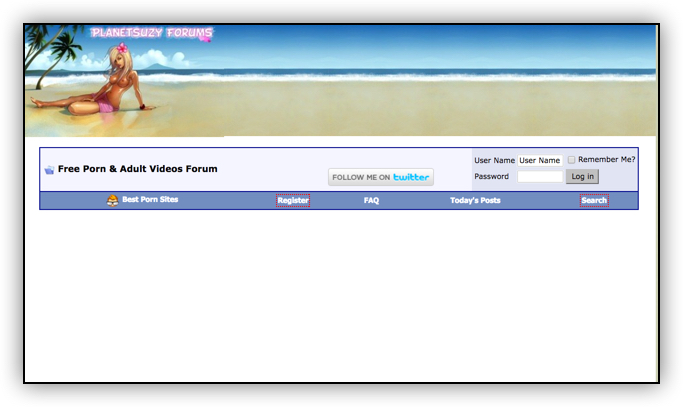 PLANETSUZY FORUMS
Free Porn & Adult Videos Forum
FOLLOW ME ON twitter
User Name User Name Remember Me?
Password Log in
Best Porn Sites Register FAQ Today's Posts Search